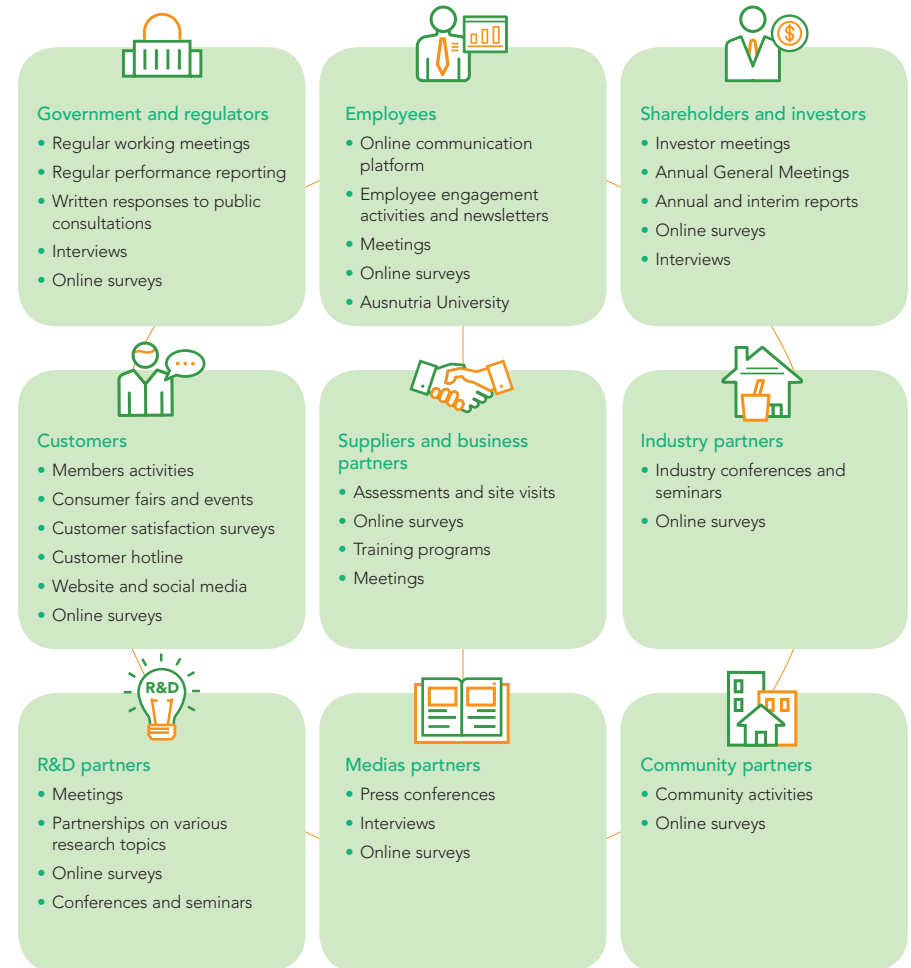 Government and regulators
• Regular working meetings
• Regular performance reporting
• Written responses to public
consultations
• Interviews
• Online surveys
Employees
• Online communication
platform
• Employee engagement
activities and newsletters
• Meetings
• Online surveys
• Ausnutria University
$
Shareholders and investors
• Investor meetings
• Annual General Meetings
• Annual and interim reports
• Online surveys
• Interviews
Customers
• Members activities
• Consumer fairs and events
• Customer satisfaction surveys
• Customer hotline
• Website and social media
• Online surveys
Suppliers and business
partners
• Assessments and site visits
• Online surveys
• Training programs
• Meetings
Industry partners
• Industry conferences and
seminars
• Online surveys
R&D
R&D partners
• Meetings
• Partnerships on various
research topics
• Online surveys
• Conferences and seminars
Medias partners
• Press conferences
• Interviews
• Online surveys
Community partners
• Community activities
• Online surveys